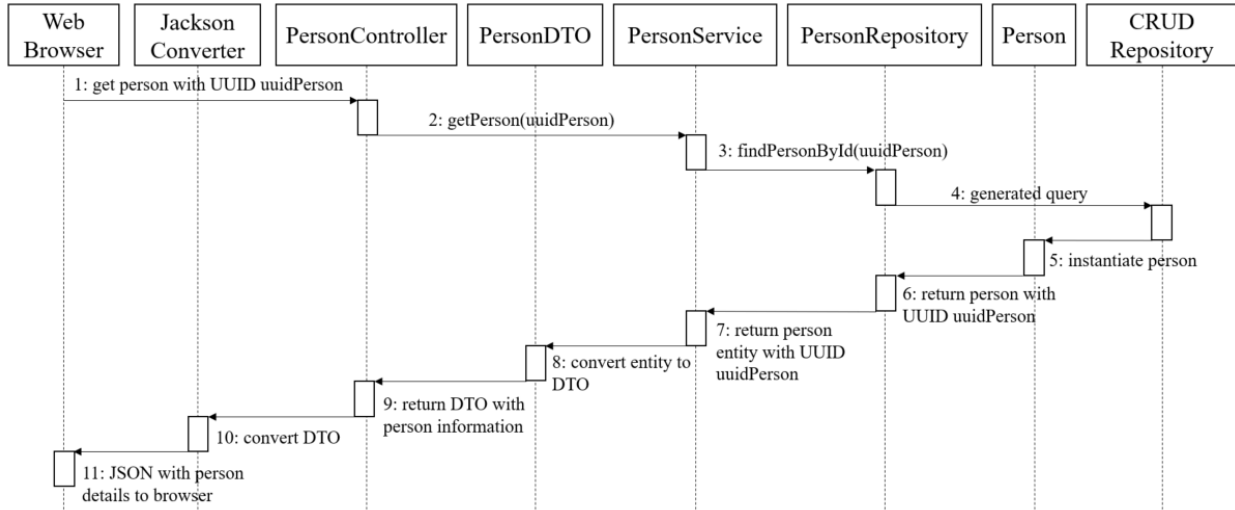 Web
Browser
Jackson
Converter
PersonController
PersonDTO
PersonService
PersonRepository
Person
CRUD
Repository
1: get person with UUID uuidPerson
2: getPerson(uuidPerson)
3: findPersonById(uuidPerson)
4: generated query
5: instantiate person
6: return person with
UUID uuidPerson
7: return person
entity with UUID
uuidPerson
8: convert entity to
DTO
9: return DTO with
person information
10: convert DTO
11: JSON with person
details to browser